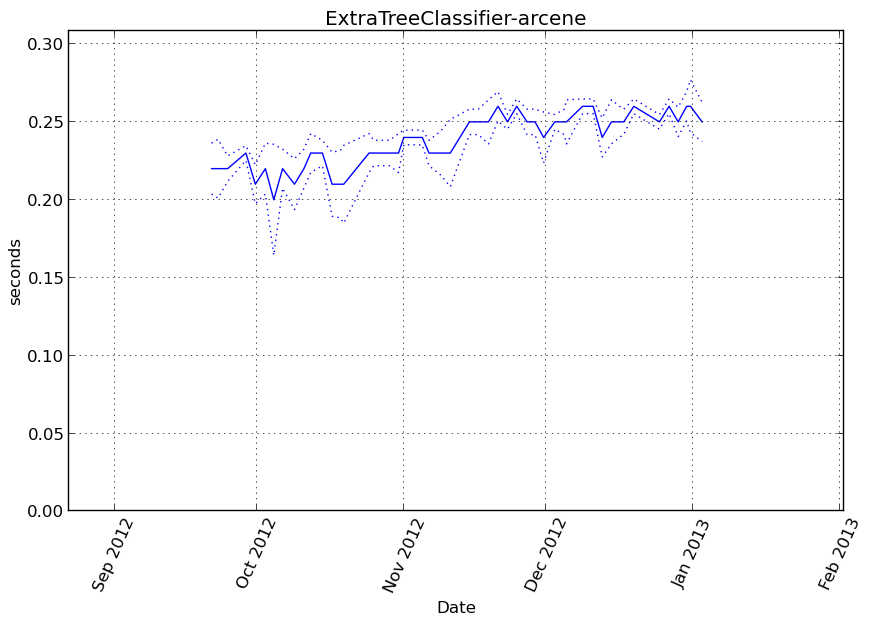 ExtraTreeClassifier-arcene
0.30
0.25
0.20
0.15
0.10
0.05
0.00
seconds
Sep 2012
Oct 2012
Nov 2012
Dec 2012
Jan 2013
Feb 2013
Date